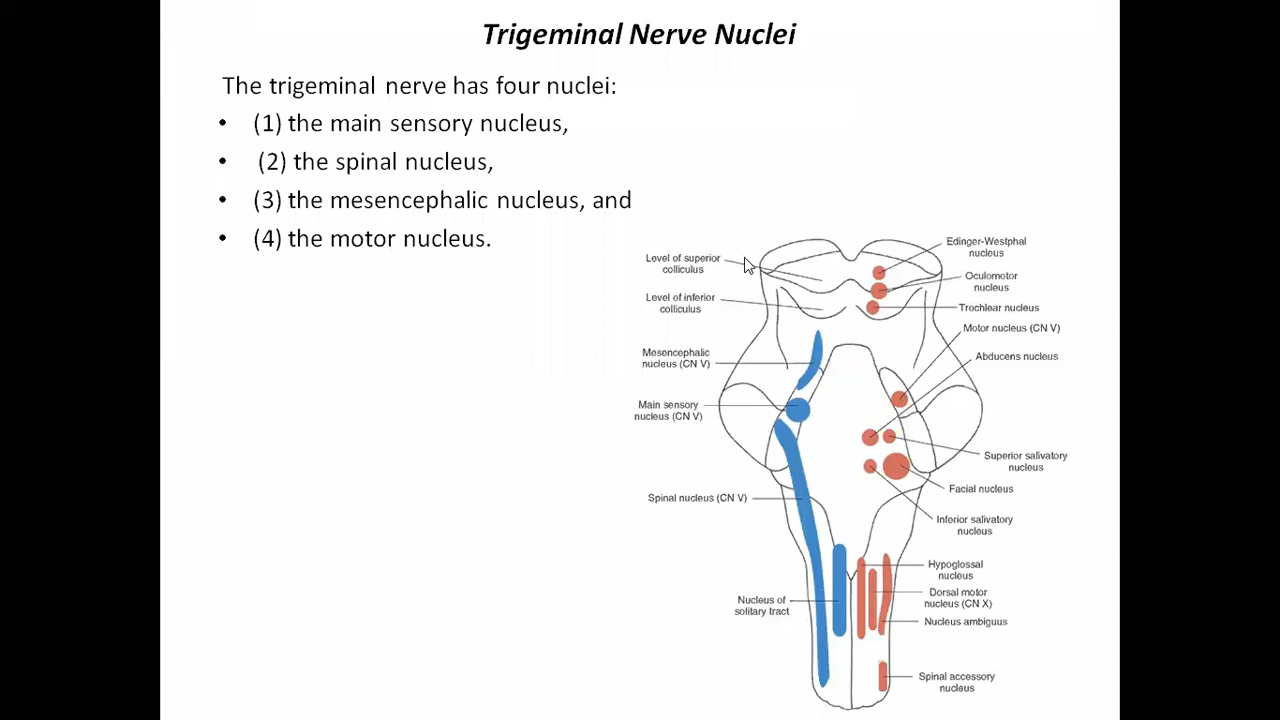 Trigeminal Nerve Nuclei
The trigeminal nerve has four nuclei:
• (1) the main sensory nucleus,
• (2) the spinal nucleus,
• (3) the mesencephalic nucleus, and
• (4) the motor nucleus.
Level of superior
colliculus
Level of inferior
colliculus
Mesencephalic
nucleus (CN V)
Main sensory
nucleus (CN V)
Spinal nucleus (CN V)
Nucleus of
solitary tract
Edinger-Westphal
nucleus
Oculomotor
nucleus
Trochlear nucleus
Motor nucleus (CN V)
Abducens nucleus
Superior salivatory
nucleus
Facial nucleus
Inferior salivatory
nucleus
Hypoglossal
nucleus
Dorsal motor
nucleus (CN X)
Nucleus ambiguus
Spinal accessory
nucleus